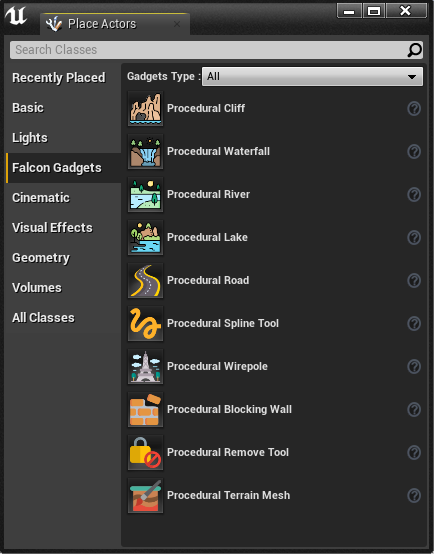 Place Actors
Search Classes
Recently Placed
Basic
Lights
Falcon Gadgets
Cinematic
Visual Effects
Geometry
Volumes
All Classes
Gadgets Type : All
Procedural Cliff
Procedural Waterfall
Procedural River
Procedural Lake
Procedural Road
Procedural Spline Tool
Procedural Wirepole
Procedural Blocking Wall
Procedural Remove Tool
Procedural Terrain Mesh